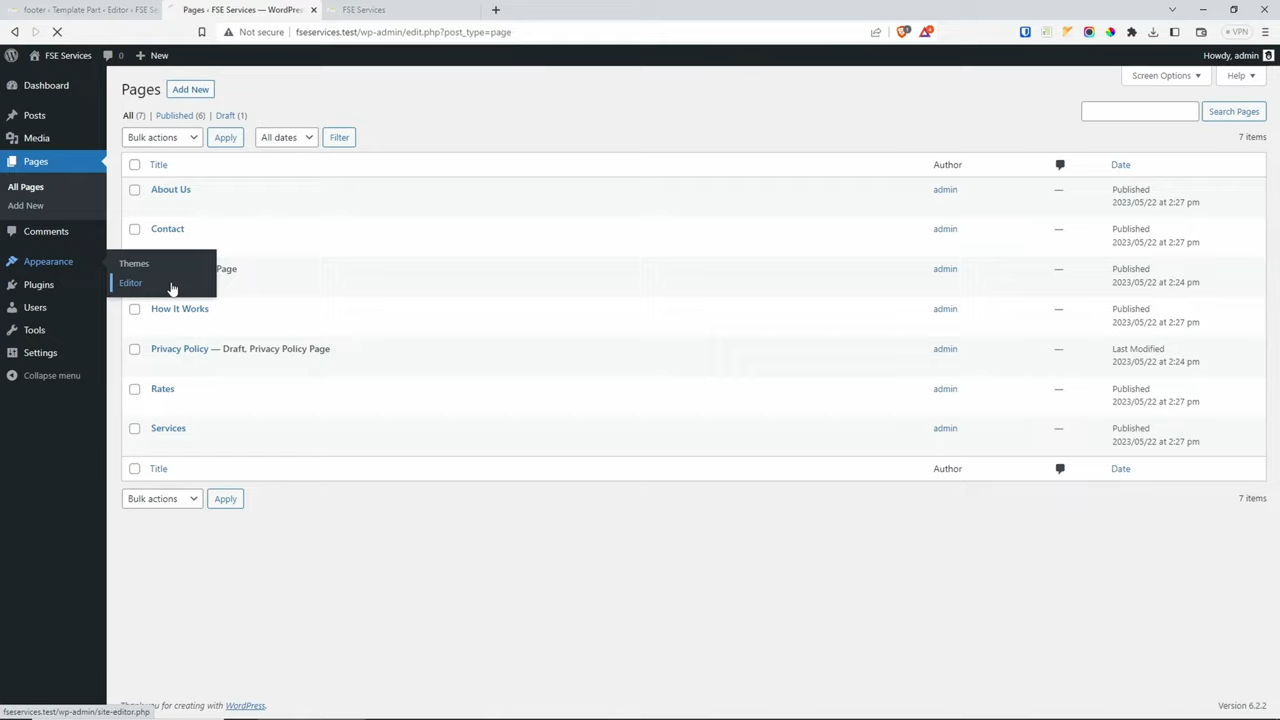 footer ‹ Template Part ‹ Editor ‹ FSE Se
Pages ‹ FSE Services — WordPres
FSE Services
Not secure fseservices.test/wp-admin/edit.php?post_type=page
VPN
FSE Services 0 New
Howdy, admin
Dashboard
Posts
Media
Pages
All Pages
Add New
Comments
Appearance
Themes
Editor
Plugins
Users
Tools
Settings
Collapse menu
Screen Options Help
Pages Add New
All (7) | Published (6) | Draft (1)
Search Pages
Bulk actions Apply All dates Filter
7 items
Title Author Date
About Us admin — Published
2023/05/22 at 2:27 pm
Contact admin — Published
2023/05/22 at 2:27 pm
Page admin — Published
2023/05/22 at 2:24 pm
How It Works admin — Published
2023/05/22 at 2:27 pm
Privacy Policy — Draft, Privacy Policy Page admin — Last Modified
2023/05/22 at 2:24 pm
Rates admin — Published
2023/05/22 at 2:27 pm
Services admin — Published
2023/05/22 at 2:27 pm
Title Author Date
Bulk actions Apply
7 items
you for creating with WordPress.
Version 6.2.2
fseservices.test/wp-admin/site-editor.php